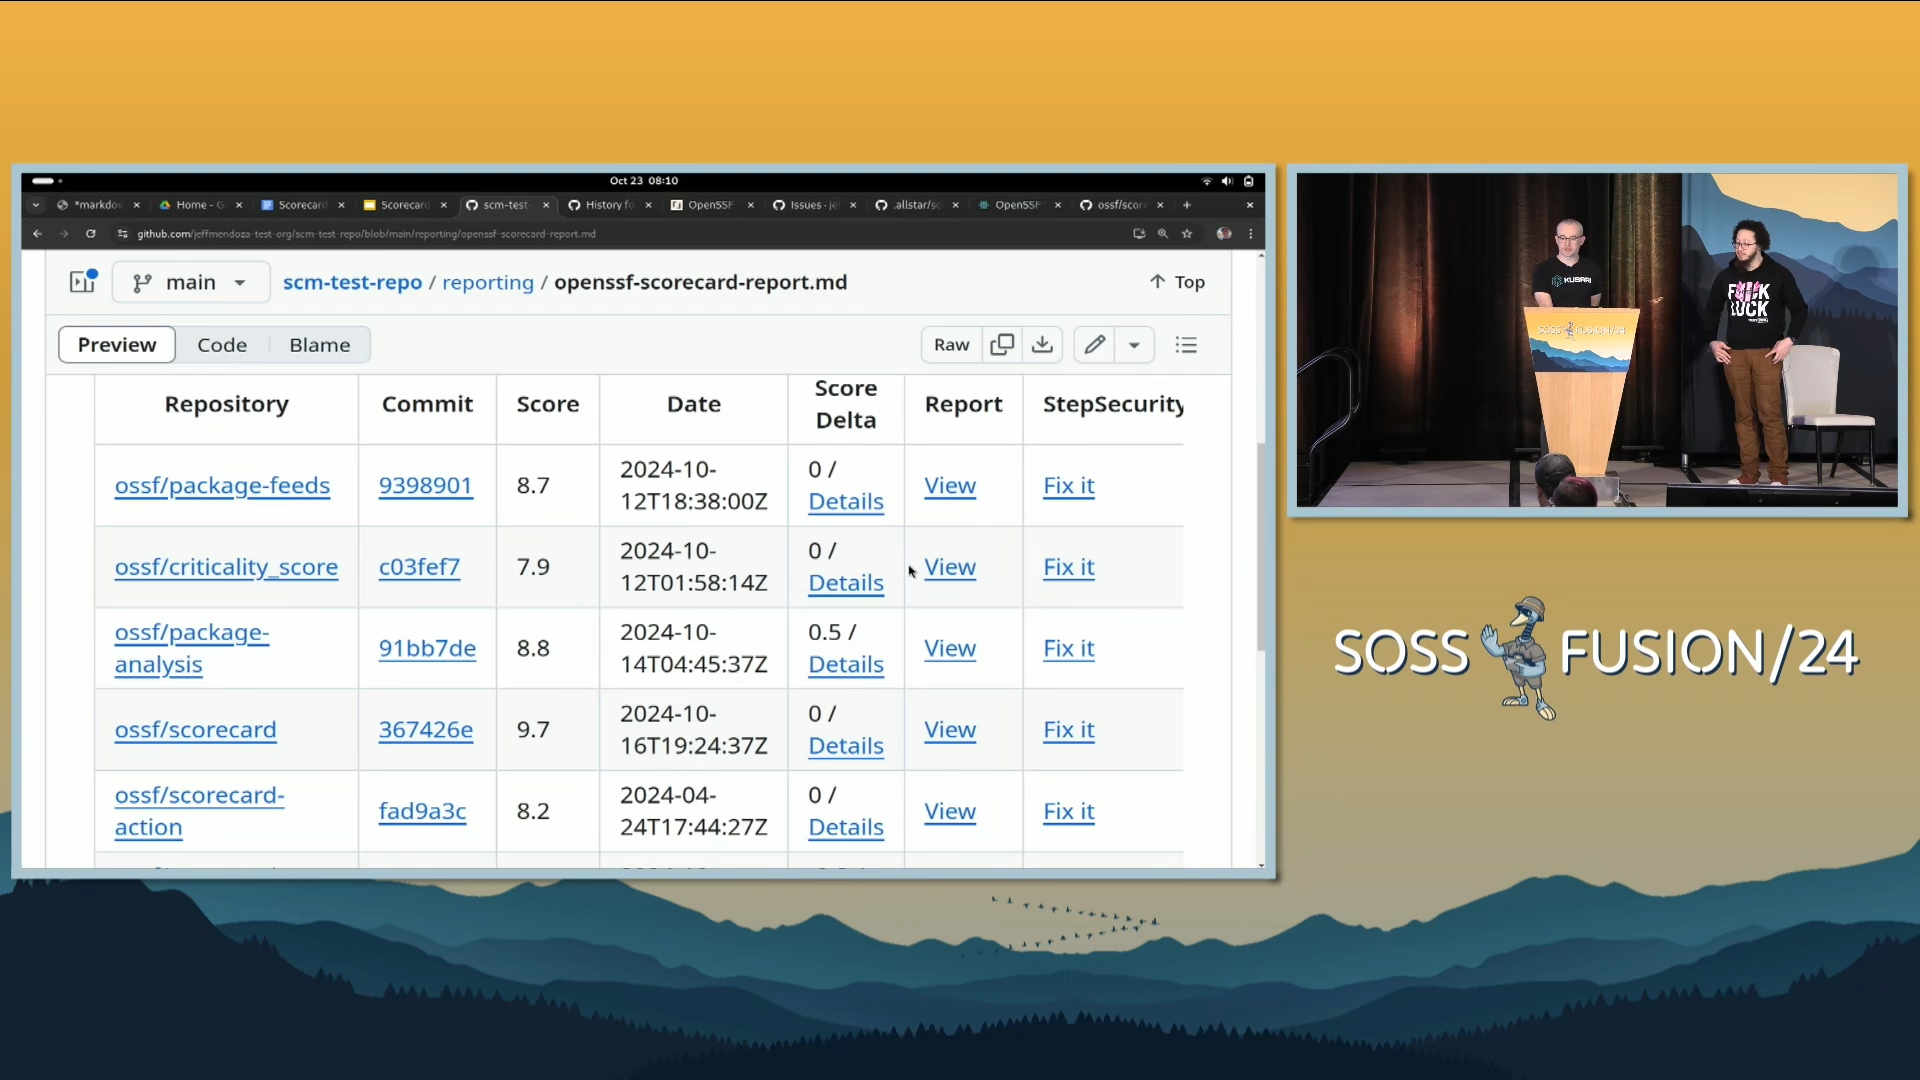 Oct 23 08:10
*markdov
Home - G
Scorecard
Scorecard
scm-test-
History fo
OpenSSF
Issues · je
.allstar/sc
OpenSSF
ossf/score
github.com/jeffmendoza-test-org/scm-test-repo/blob/main/reporting/openssf-scorecard-report.md
main
scm-test-repo / reporting / openssf-scorecard-report.md
Top
Preview
Code
Blame
Raw
Repository
Commit
Score
Date
Score
Delta
Report
StepSecurity
ossf/package-feeds
9398901
8.7
2024-10-
12T18:38:00Z
0 /
Details
View
Fix it
ossf/criticality_score
c03fef7
7.9
2024-10-
12T01:58:14Z
0 /
Details
View
Fix it
ossf/package-
analysis
91bb7de
8.8
2024-10-
14T04:45:37Z
0.5 /
Details
View
Fix it
ossf/scorecard
367426e
9.7
2024-10-
16T19:24:37Z
0 /
Details
View
Fix it
ossf/scorecard-
action
fad9a3c
8.2
2024-04-
24T17:44:27Z
0 /
Details
View
Fix it
KUSARI
LUCK
SOSS FUSION/24
SOSS FUSION/24